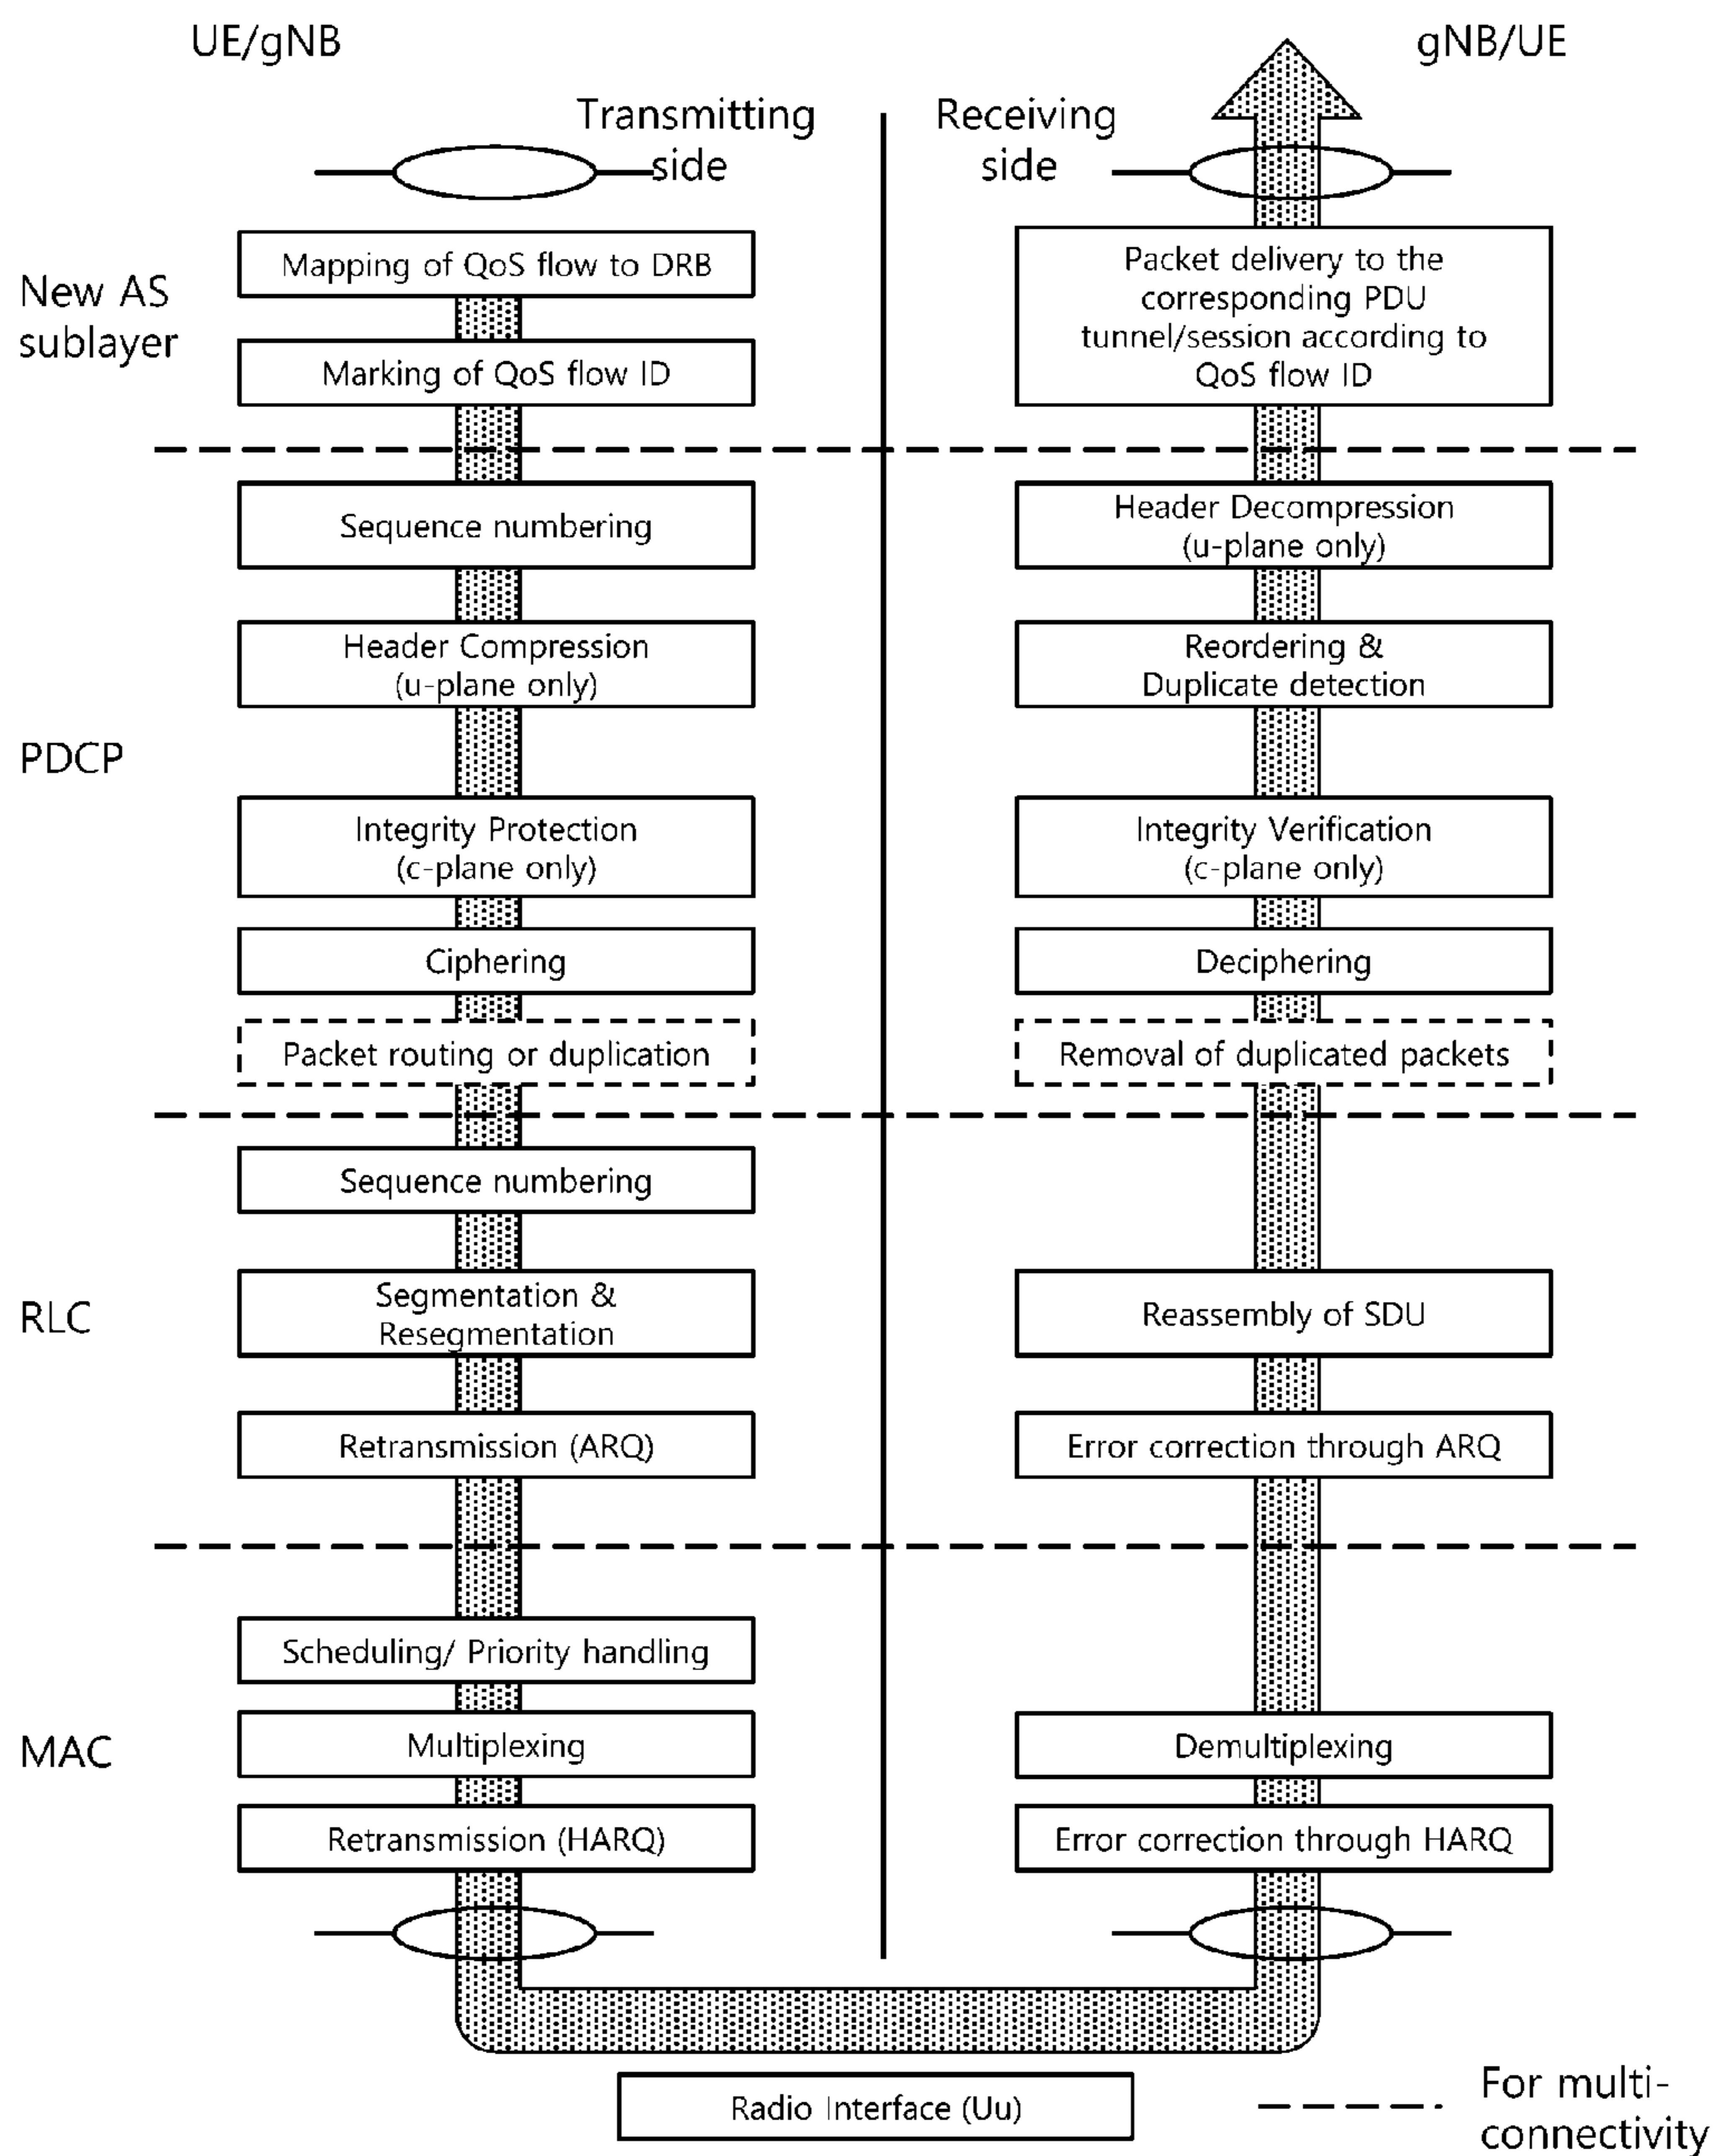 UE/gNB
gNB/UE
Transmitting
side
Receiving
side
New AS
sublayer
Mapping of QoS flow to DRB
Marking of QoS flow ID
Packet delivery to the
corresponding PDU
tunnel/session according to
QoS flow ID
PDCP
Sequence numbering
Header Compression
(u-plane only)
Integrity Protection
(c-plane only)
Ciphering
Packet routing or duplication
Header Decompression
(u-plane only)
Reordering &
Duplicate detection
Integrity Verification
(c-plane only)
Deciphering
Removal of duplicated packets
RLC
Sequence numbering
Segmentation &
Resegmentation
Retransmission (ARQ)
Reassembly of SDU
Error correction through ARQ
MAC
Scheduling/ Priority handling
Multiplexing
Retransmission (HARQ)
Demultiplexing
Error correction through HARQ
Radio Interface (Uu)
For multi-
connectivity